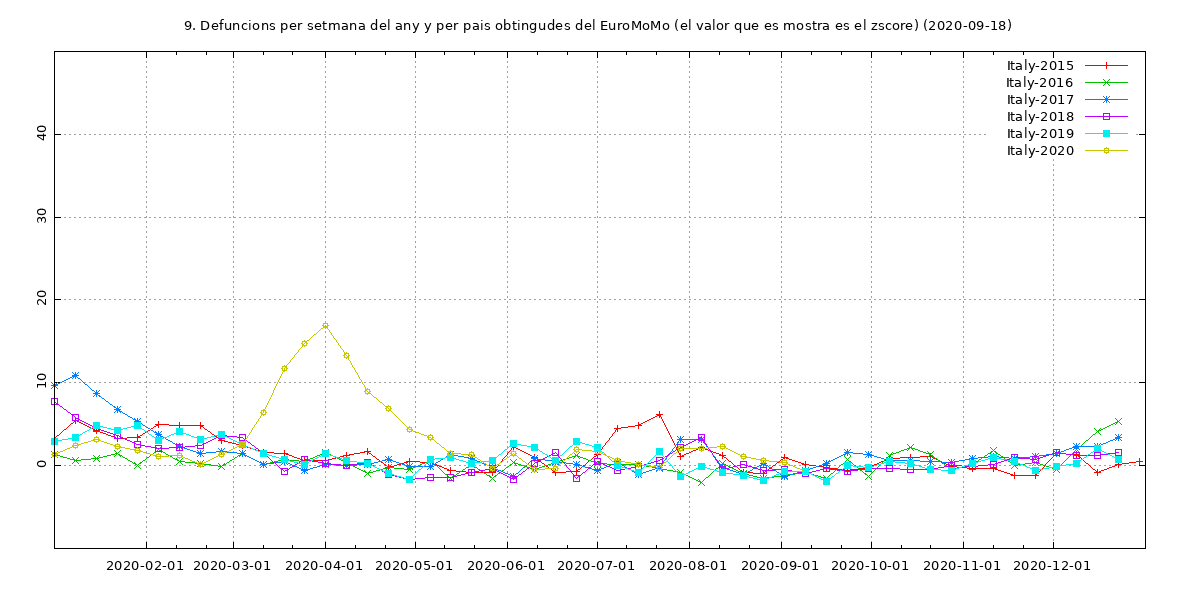 9. Defuncions per setmana del any y per pais obtingudes del EuroMoMo (el valor que es mostra es el zscore) (2020-09-18)
Italy-2015
Italy-2016
Italy-2017
Italy-2018
Italy-2019
Italy-2020
40
30
20
10
0
2020-02-01 2020-03-01 2020-04-01 2020-05-01 2020-06-01 2020-07-01 2020-08-01 2020-09-01 2020-10-01 2020-11-01 2020-12-01